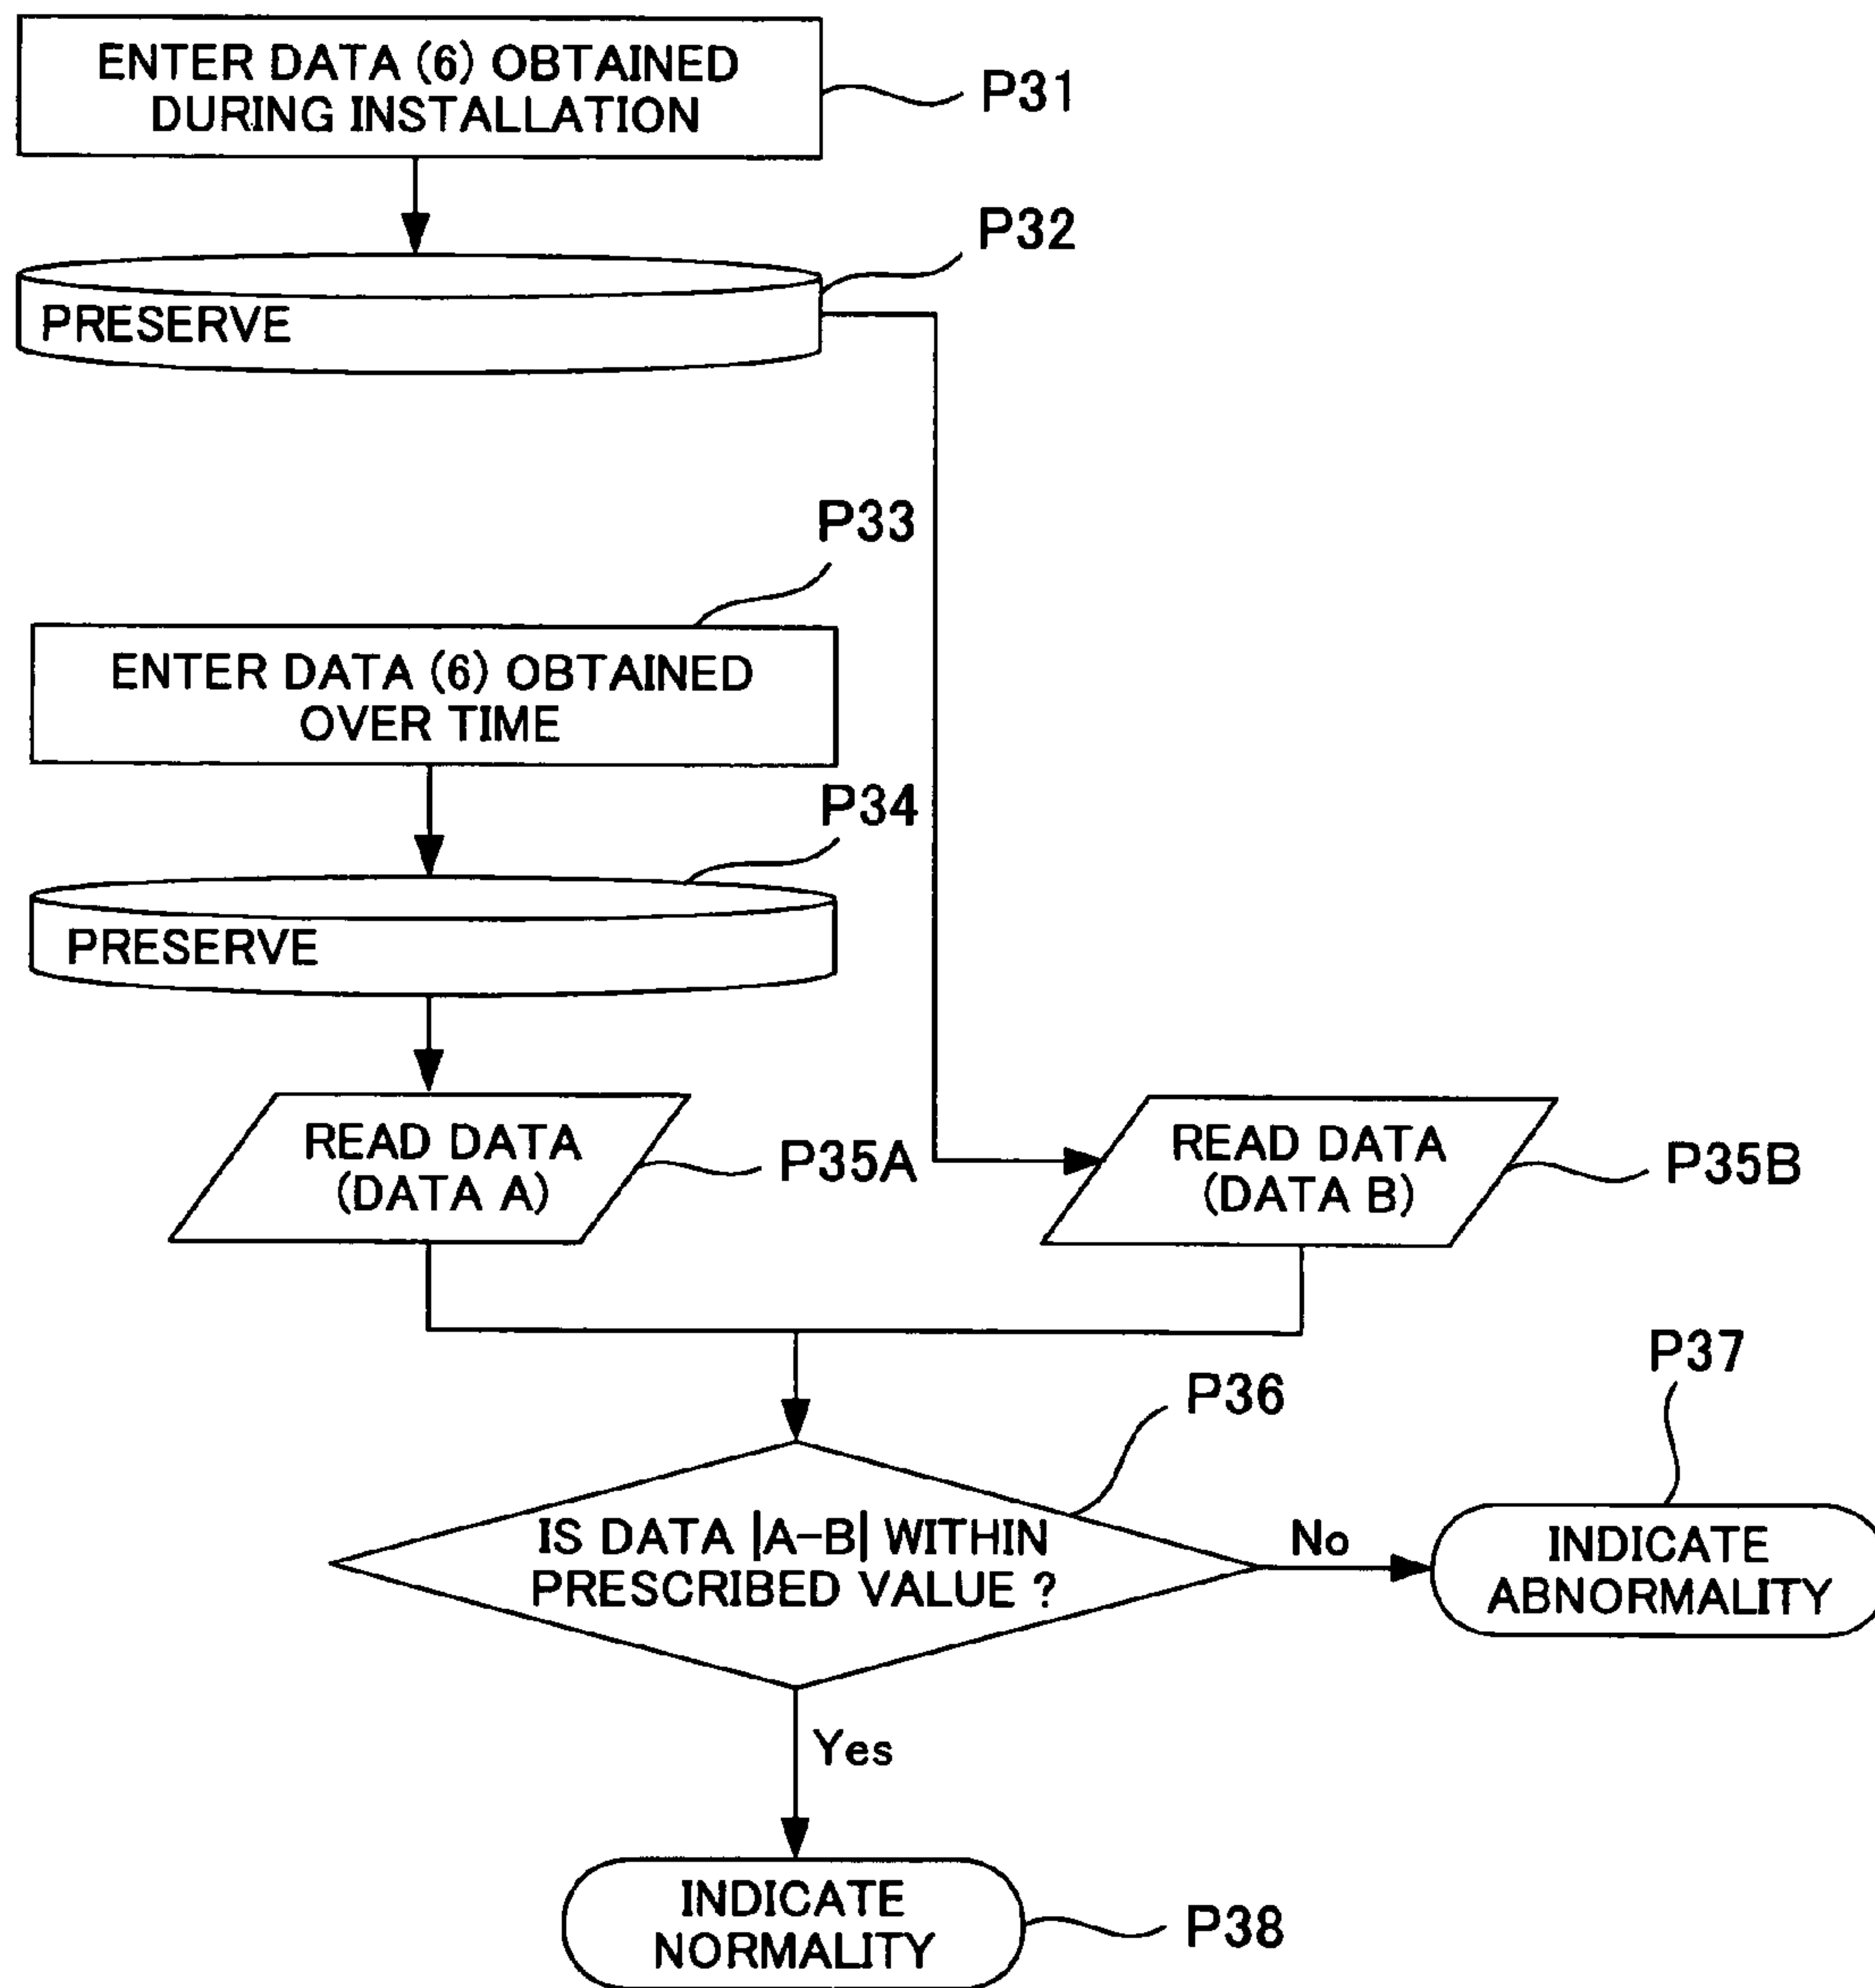 ENTER DATA (6) OBTAINED
DURING INSTALLATION
P31
P32
PRESERVE
P33
ENTER DATA (6) OBTAINED
OVER TIME
P34
PRESERVE
READ DATA
(DATA A)
P35A
READ DATA
(DATA B)
P35B
P37
P36
IS DATA |A-B| WITHIN
PRESCRIBED VALUE ?
No
INDICATE
ABNORMALITY
Yes
INDICATE
NORMALITY
P38